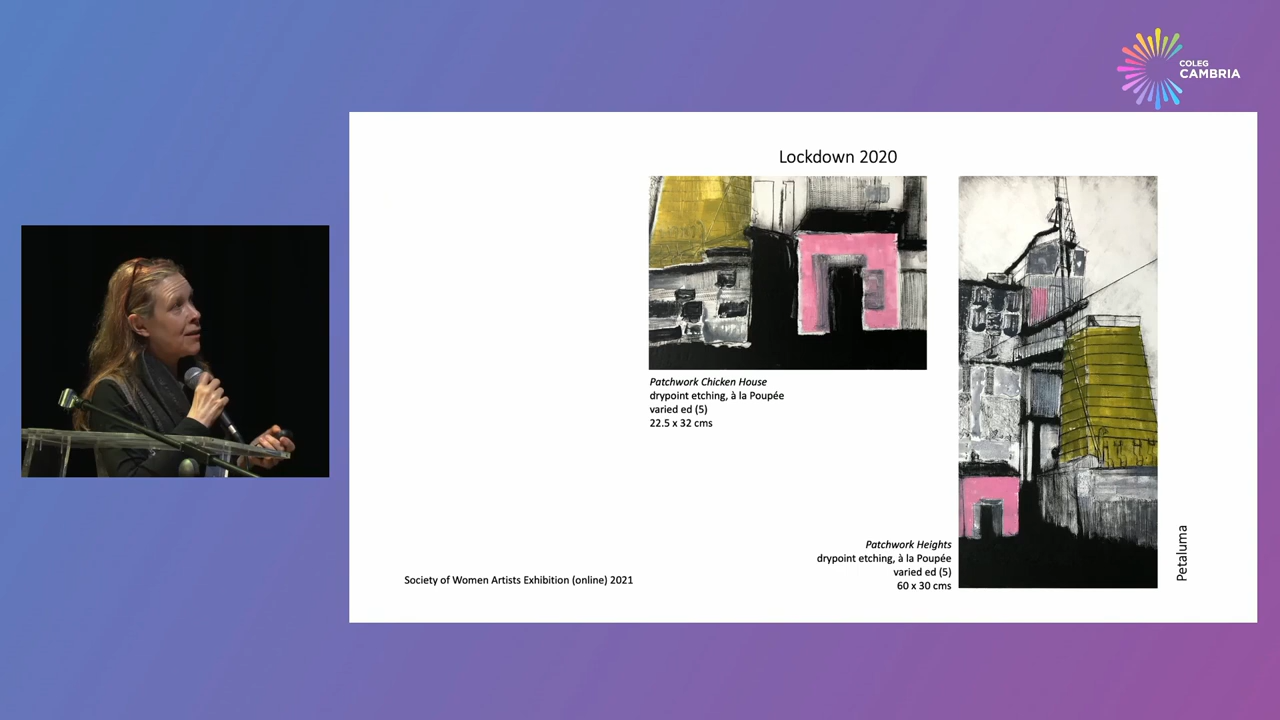 COLEG
CAMBRIA
Lockdown 2020
Patchwork Chicken House
drypoint etching, à la Poupée
varied ed (5)
22.5 x 32 cms
Patchwork Heights
drypoint etching, à la Poupée
varied ed (5)
60 x 30 cms
Petaluma
Society of Women Artists Exhibition (online) 2021